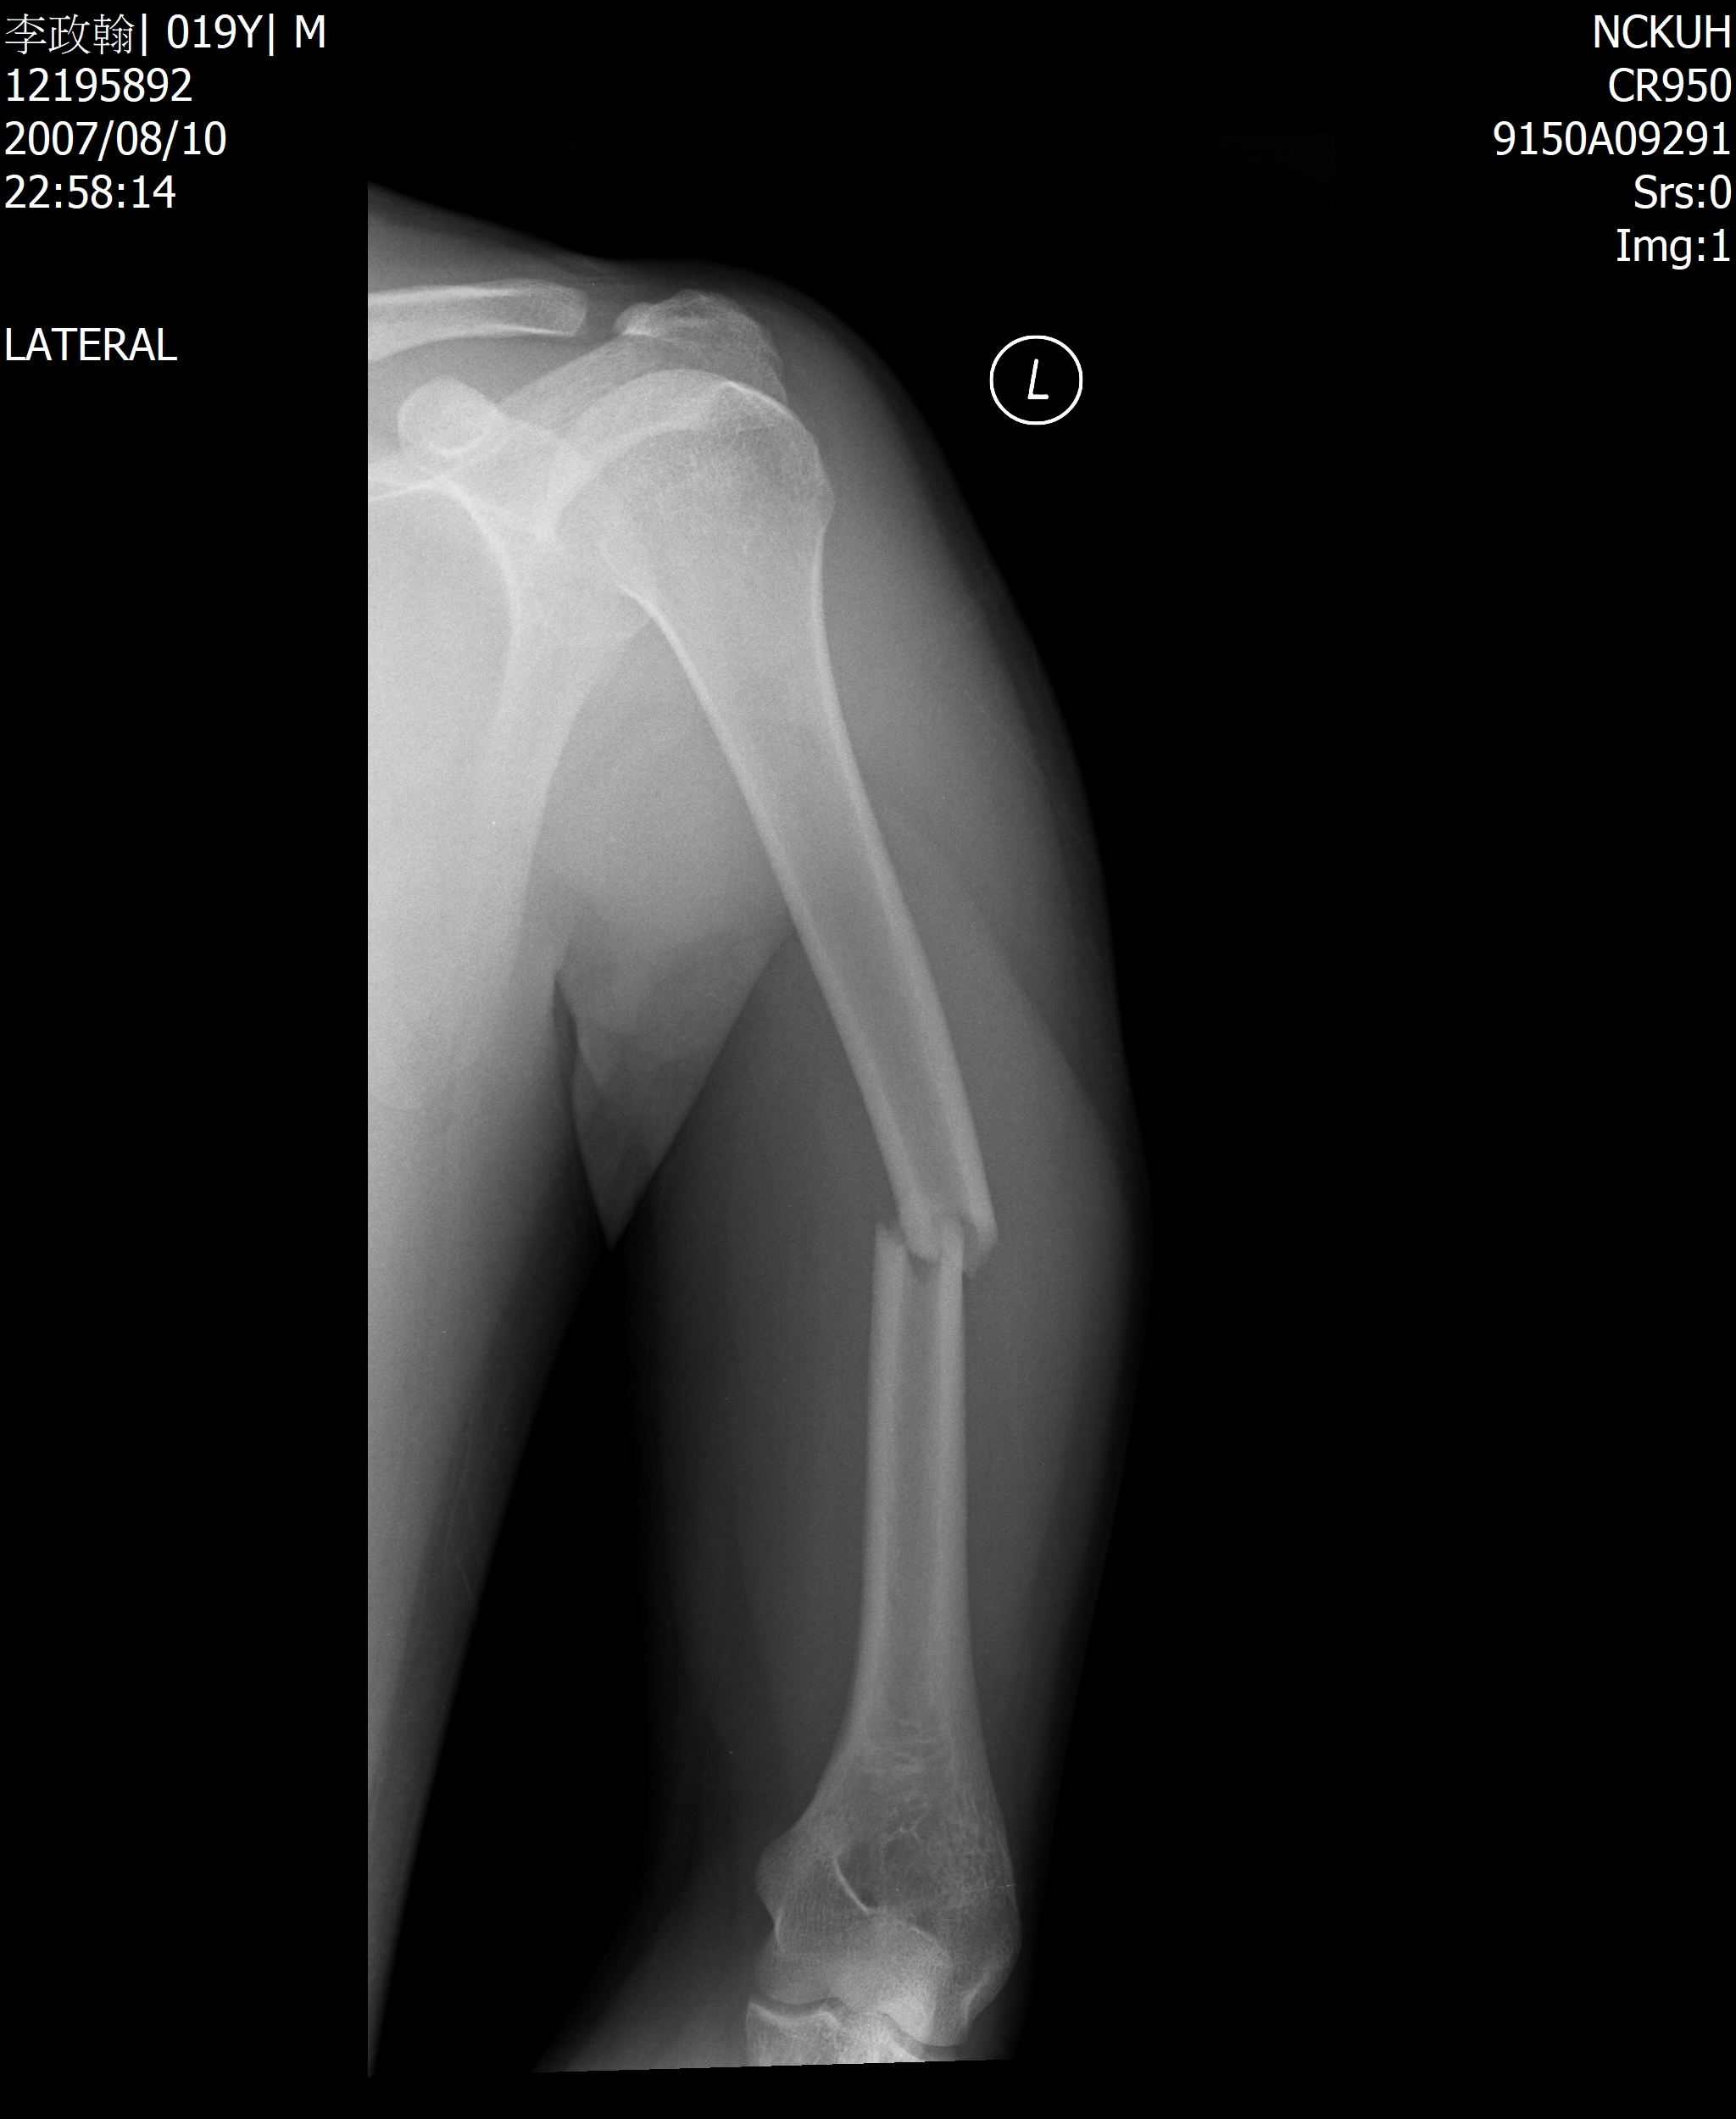 李政翰| 019Y| M
12195892
2007/08/10
22:58:14
LATERAL
NCKUH
CR950
9150A09291
Srs:0
Img:1
L